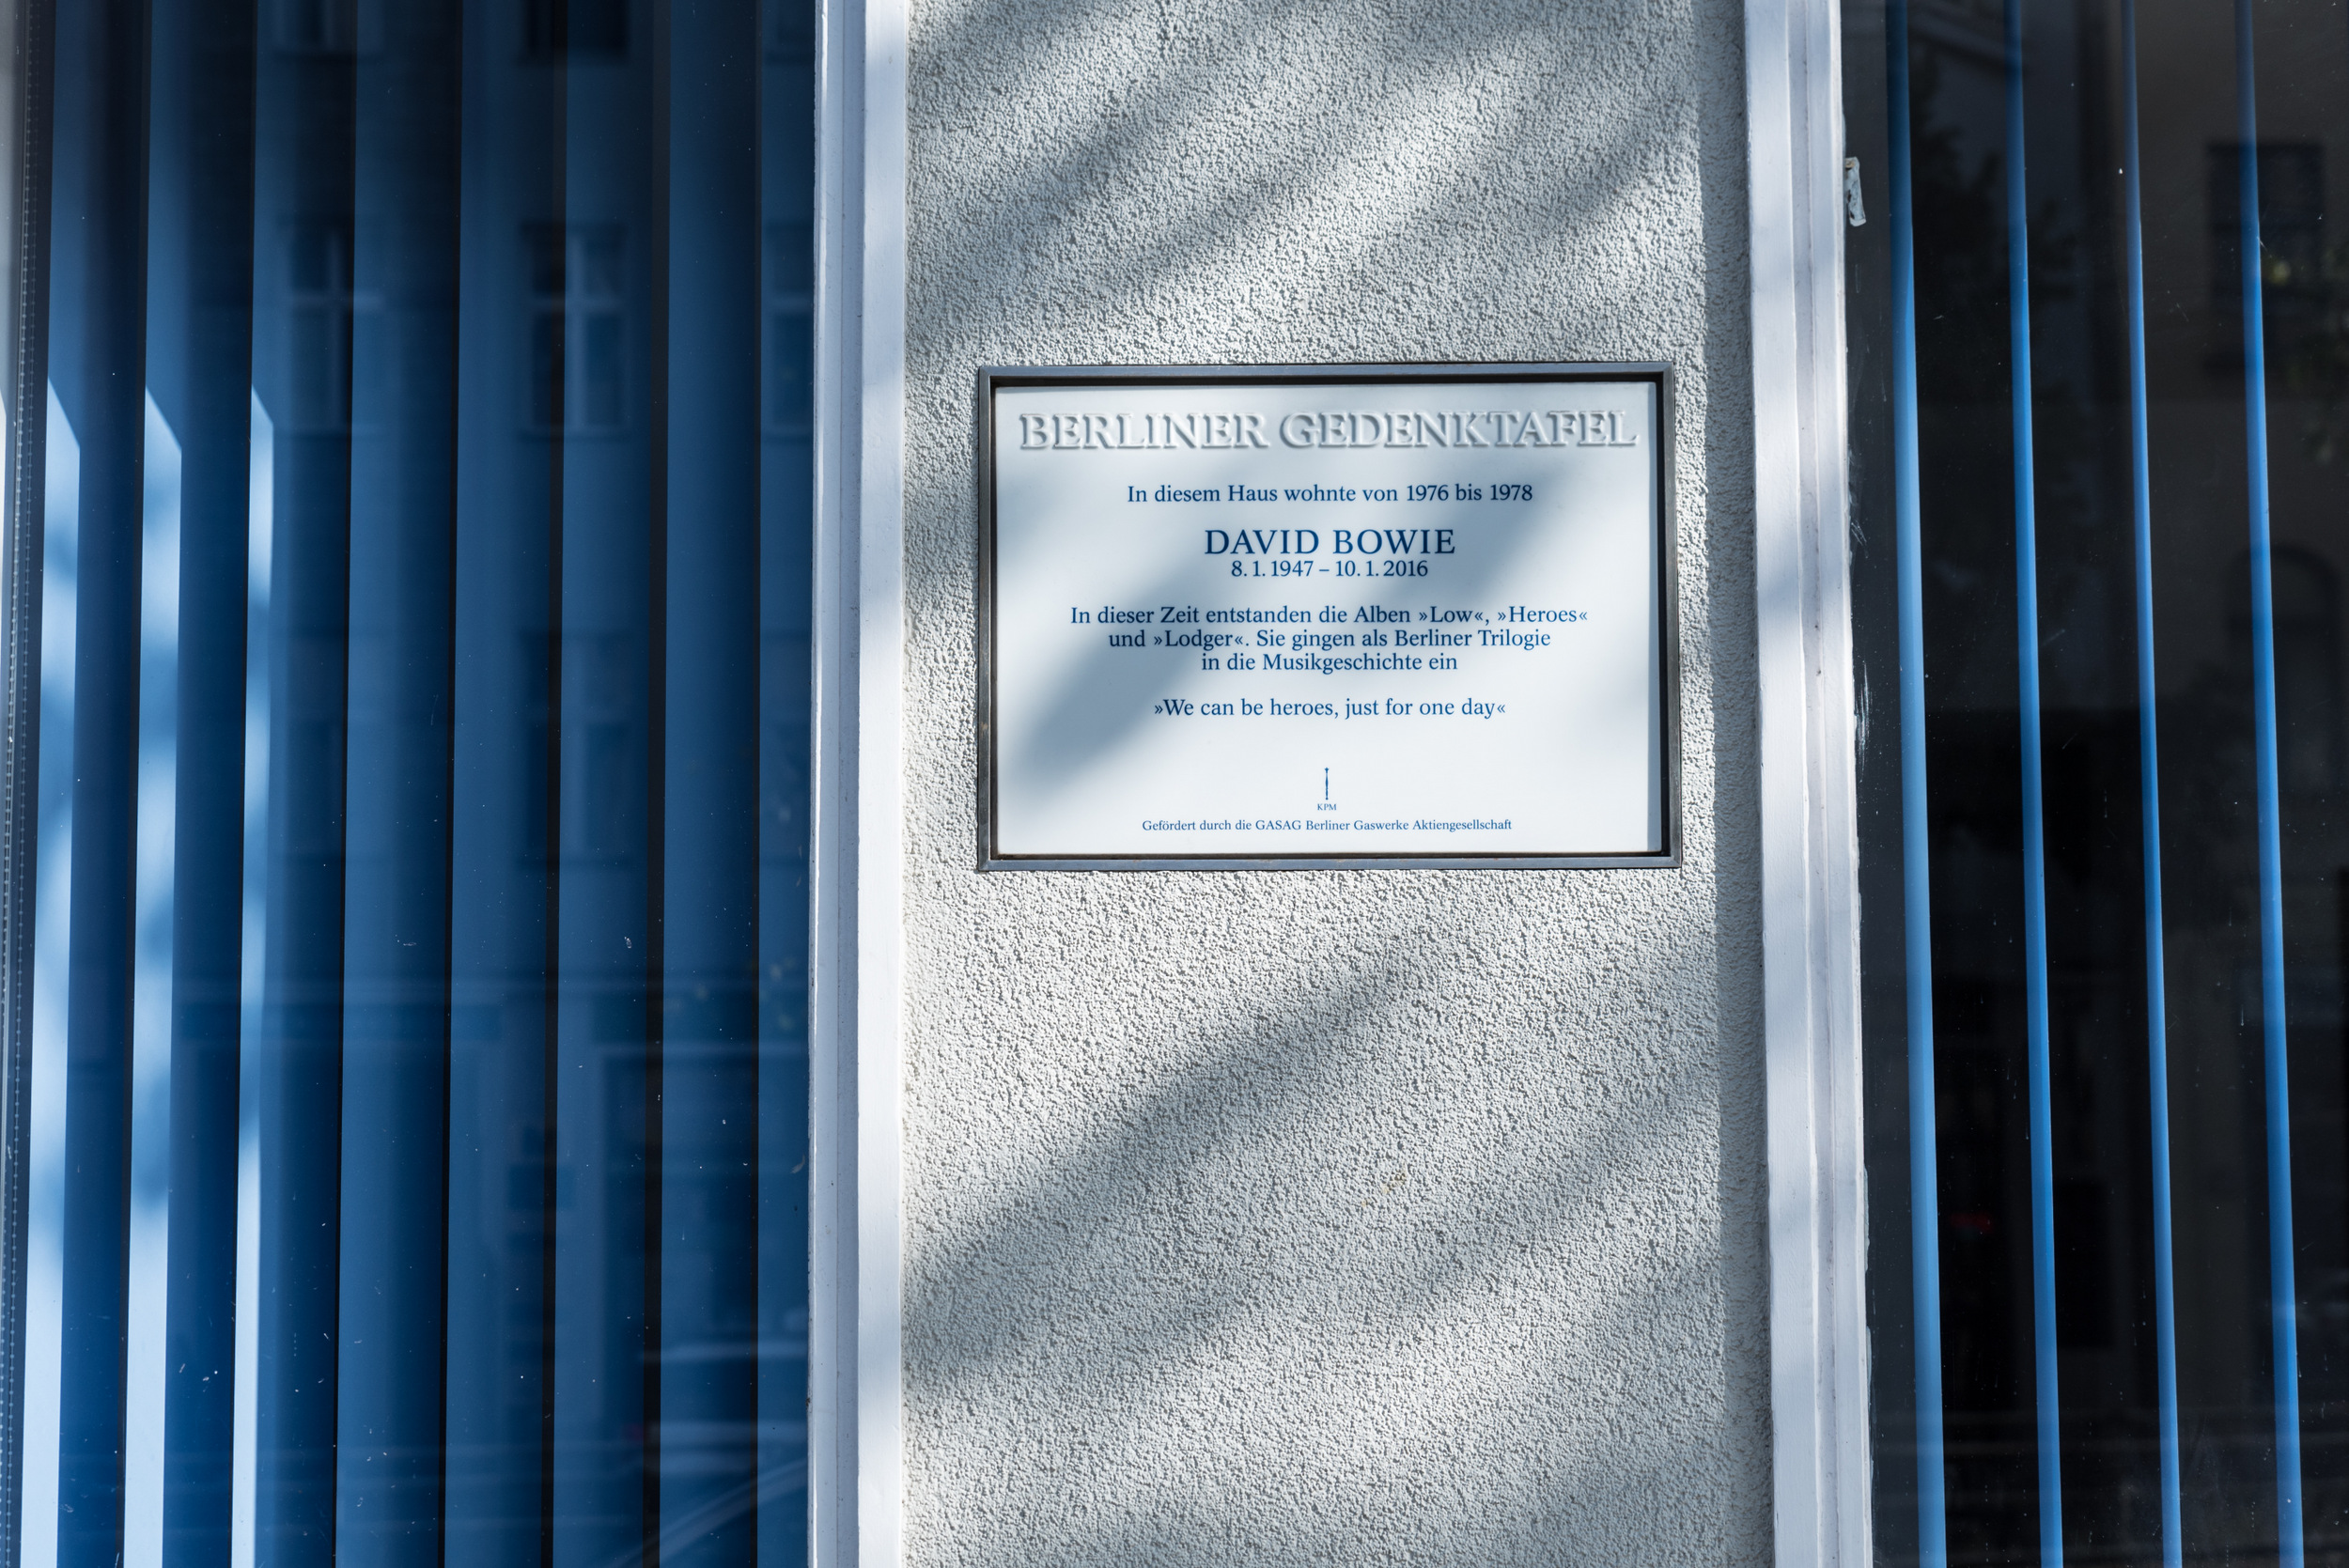 BERLINER GEDENKTAFEL
In diesem Haus wohnte von 1976 bis 1978
DAVID BOWIE
8. 1. 1947 – 10. 1. 2016
In dieser Zeit entstanden die Alben »Low«, »Heroes«
und »Lodger«. Sie gingen als Berliner Trilogie
in die Musikgeschichte ein
»We can be heroes, just for one day«
KPM
Gefördert durch die GASAG Berliner Gaswerke Aktiengesellschaft